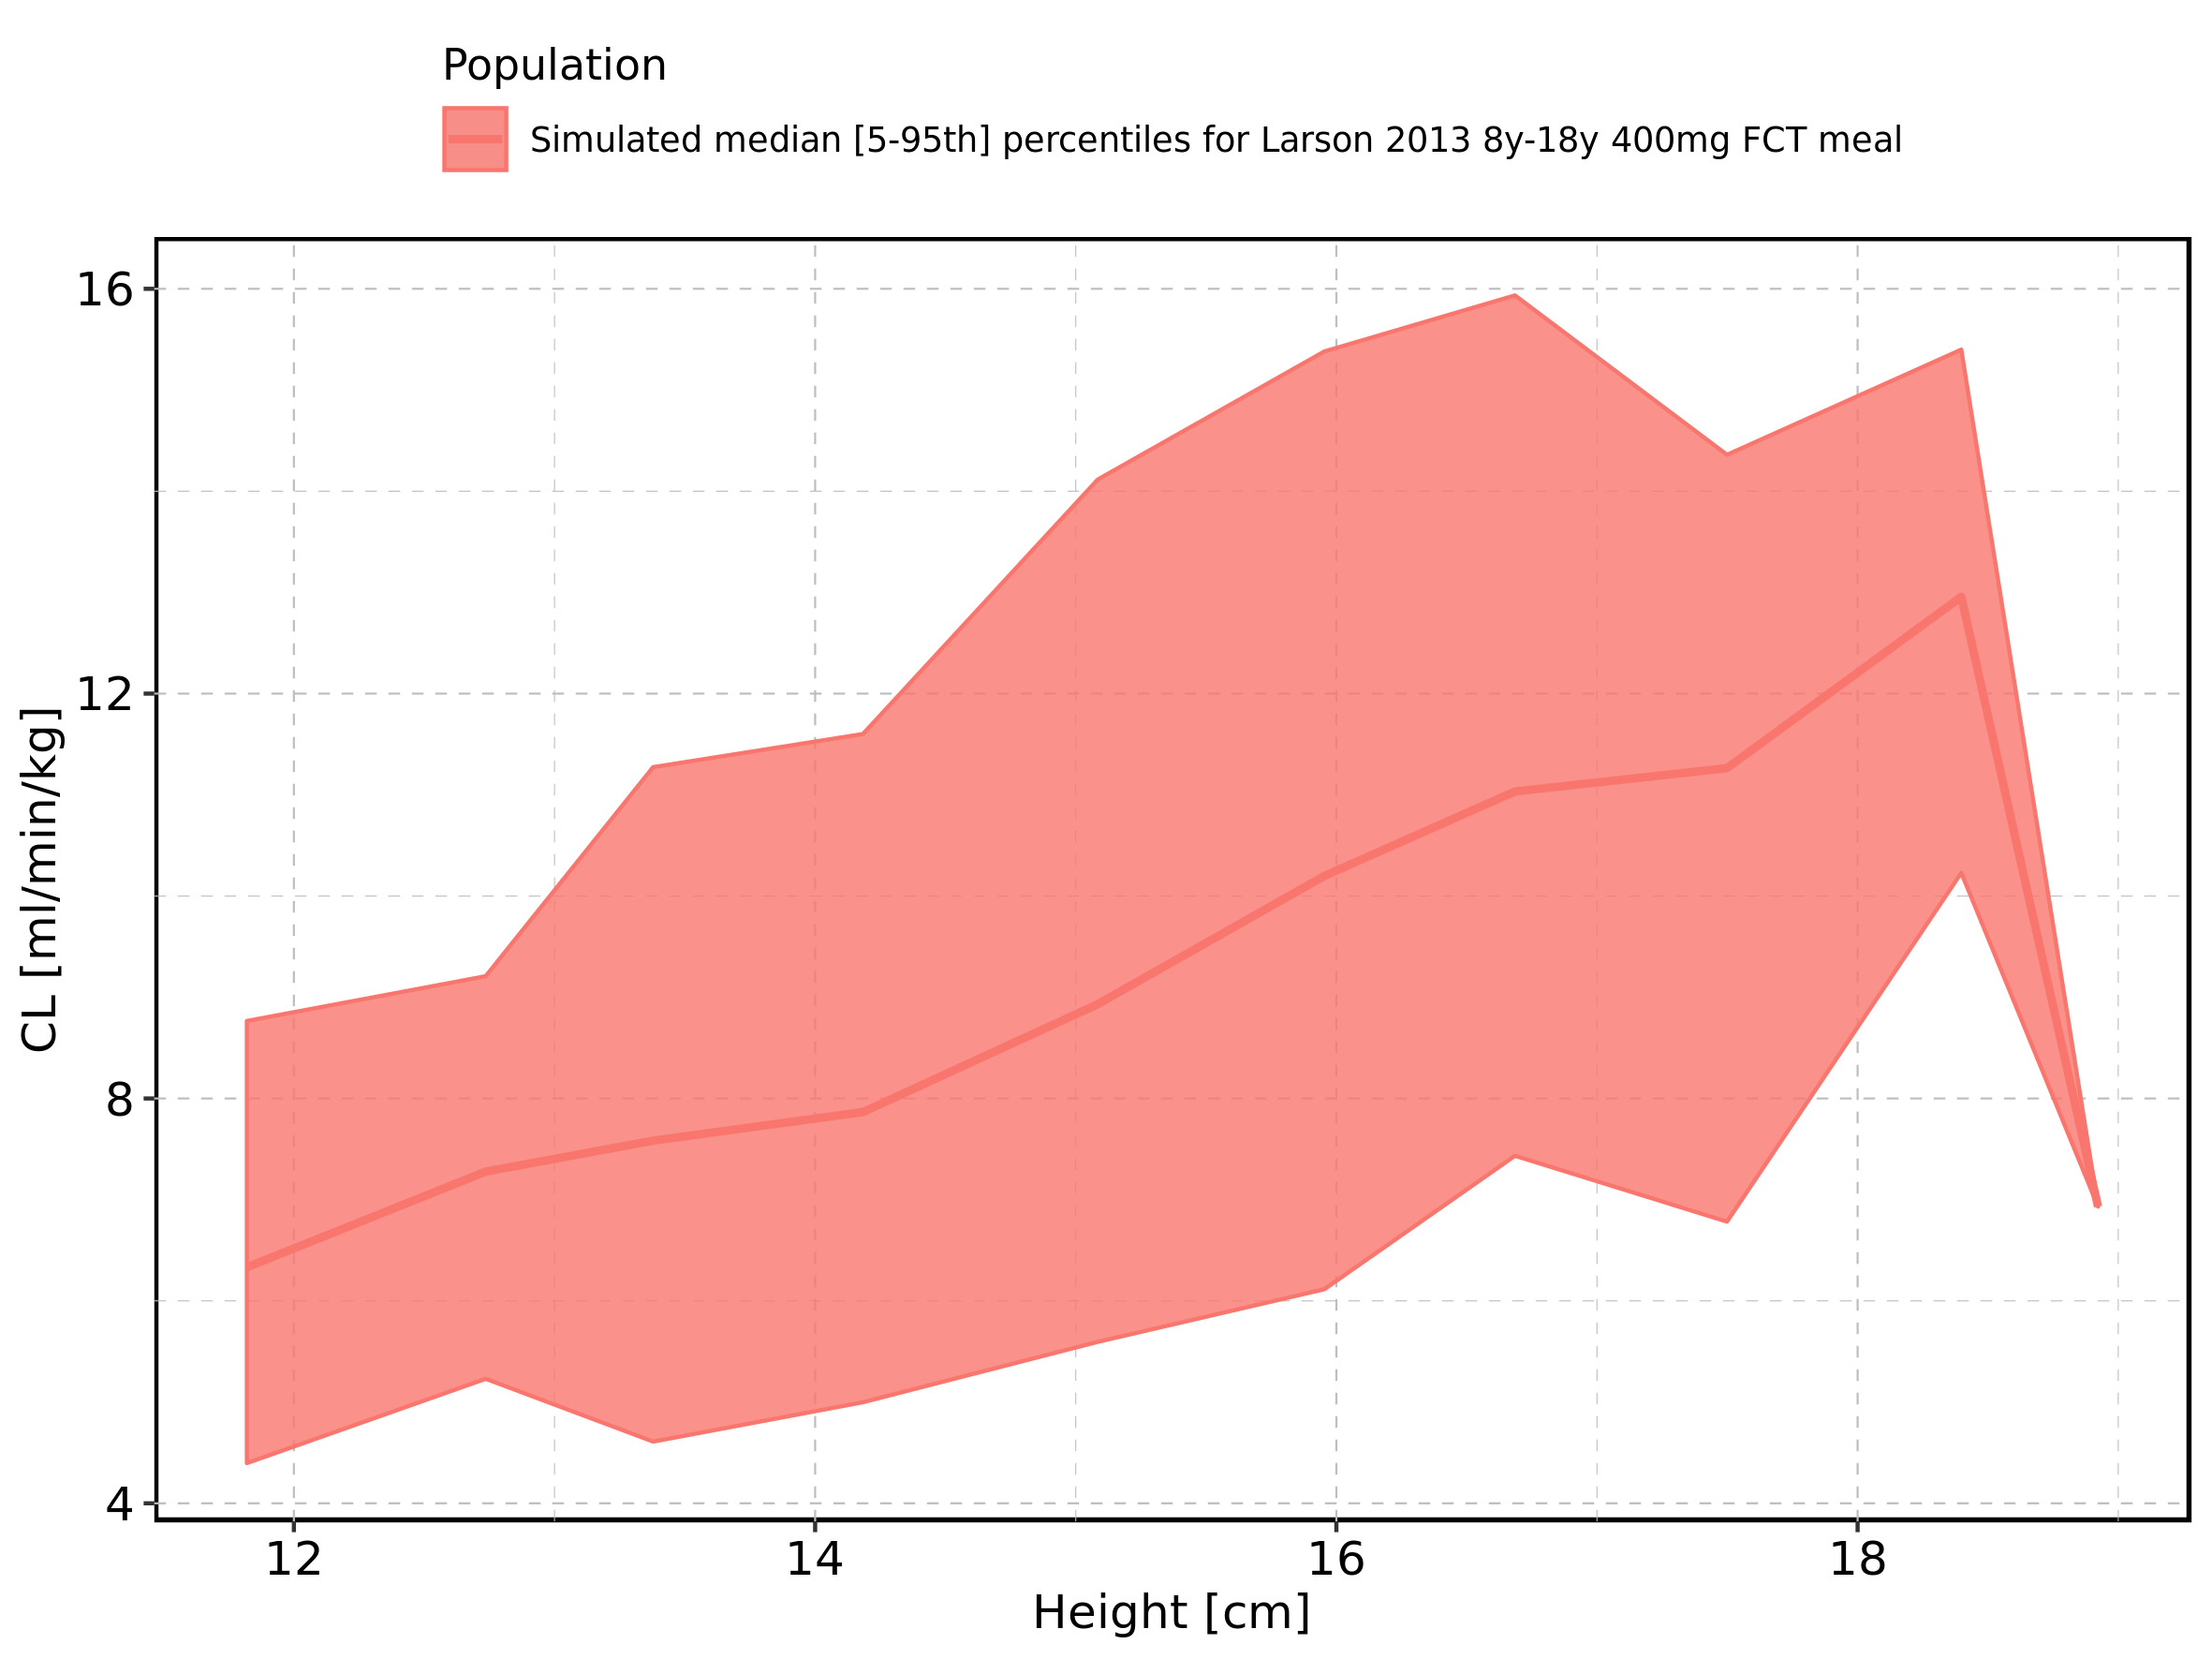 Population
Simulated median [5-95th] percentiles for Larson 2013 8y-18y 400mg FCT meal
CL [ml/min/kg]
16
12
8
4
12 14 16 18
Height [cm]